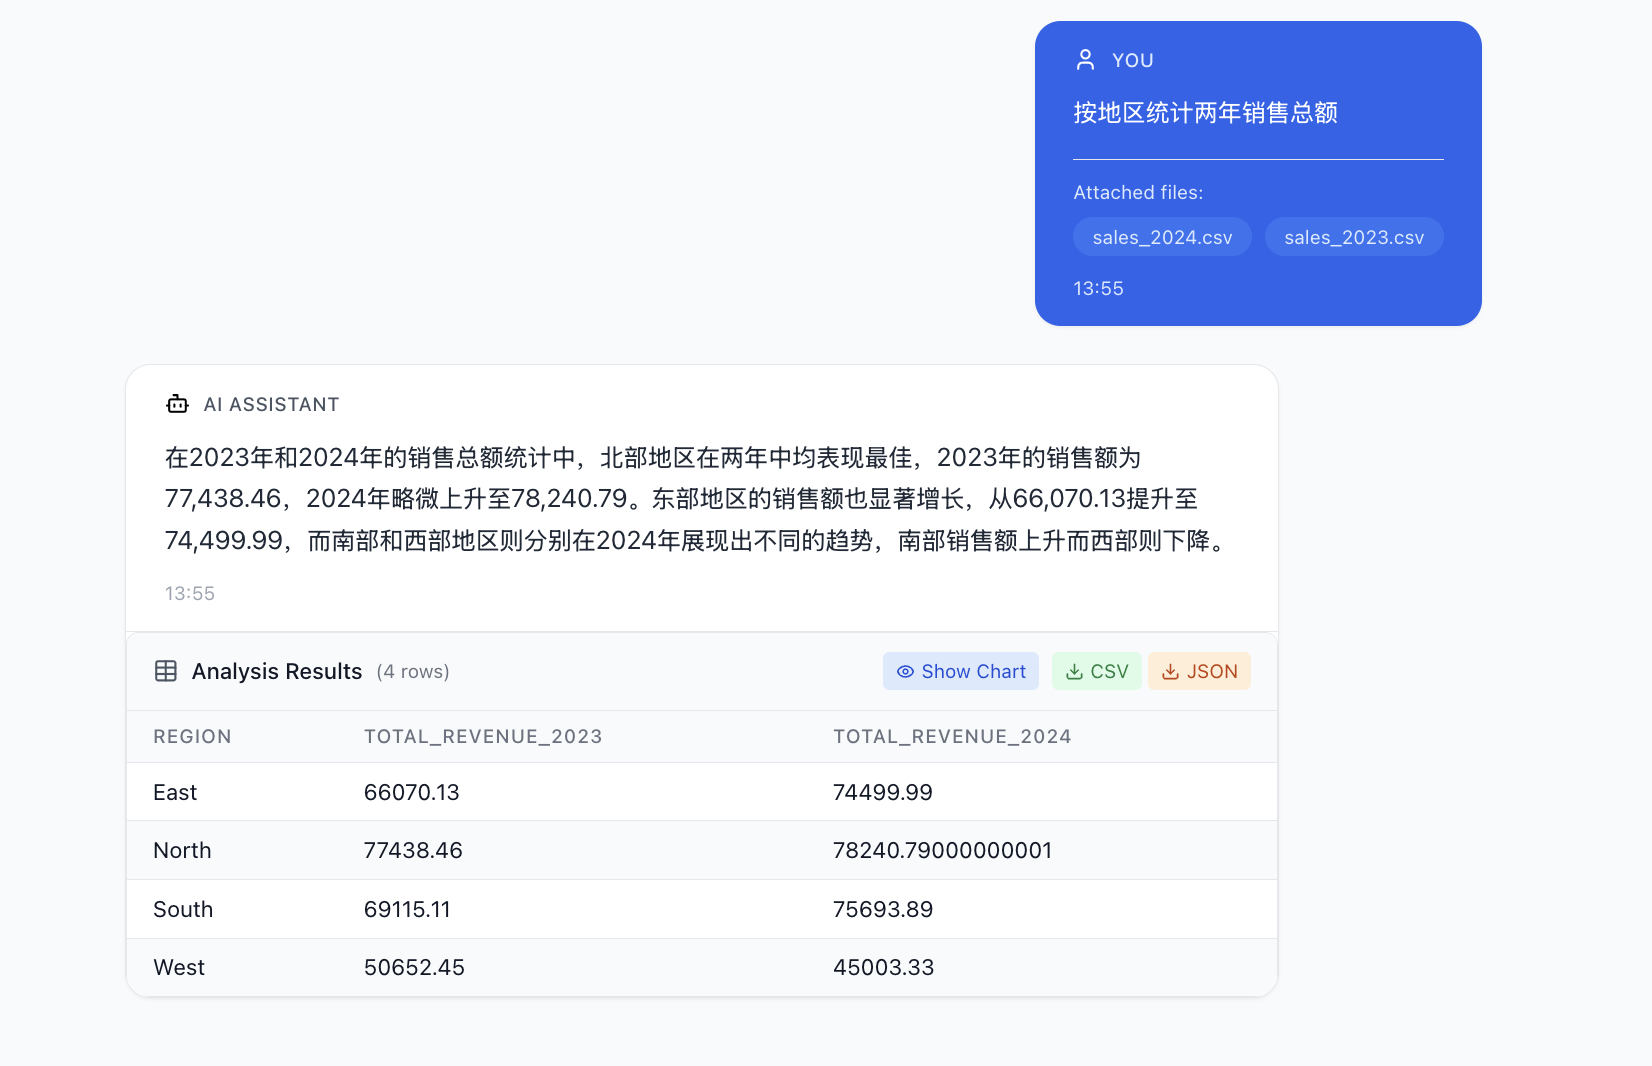 YOU
按地区统计两年销售总额
Attached files:
sales_2024.csv sales_2023.csv
13:55
AI ASSISTANT
在2023年和2024年的销售总额统计中，北部地区在两年中均表现最佳，2023年的销售额为
77,438.46，2024年略微上升至78,240.79。东部地区的销售额也显著增长，从66,070.13提升至
74,499.99，而南部和西部地区则分别在2024年展现出不同的趋势，南部销售额上升而西部则下降。
13:55
Analysis Results (4 rows) Show Chart CSV JSON
REGION TOTAL_REVENUE_2023 TOTAL_REVENUE_2024
East 66070.13 74499.99
North 77438.46 78240.79000000001
South 69115.11 75693.89
West 50652.45 45003.33